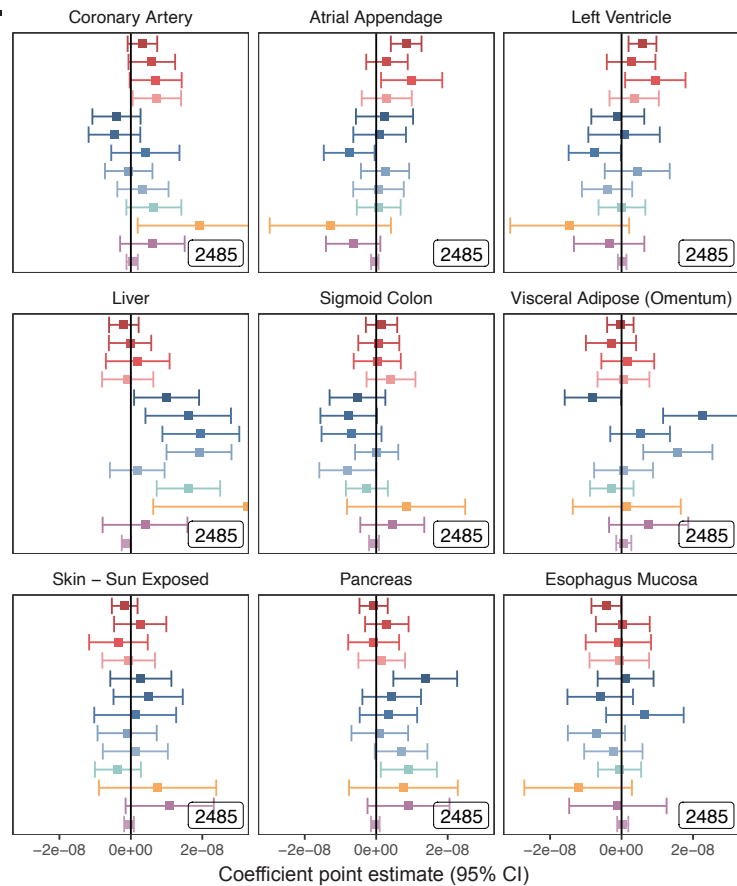 Coronary Artery Atrial Appendage Left Ventricle
2485 2485 2485
Liver Sigmoid Colon Visceral Adipose (Omentum)
2485 2485 2485
Skin − Sun Exposed Pancreas Esophagus Mucosa
2485 2485 2485
−2e−08 0e+00 2e−08 −2e−08 0e+00 2e−08 −2e−08 0e+00 2e−08
Coefficient point estimate (95% CI)